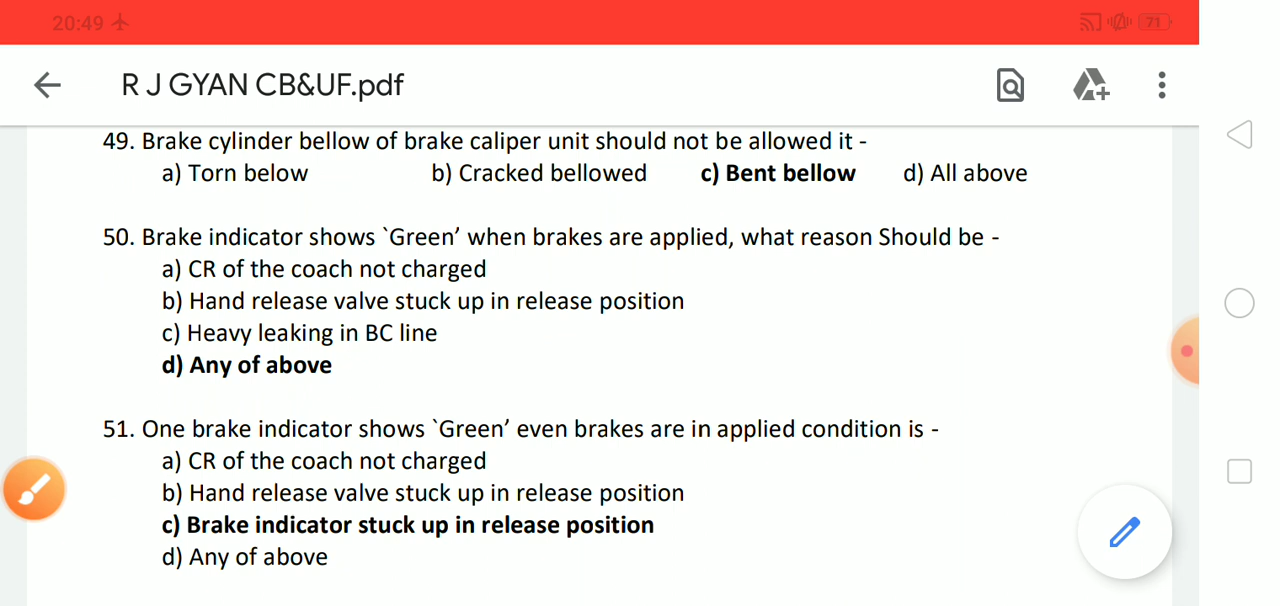 20:49
71
R J GYAN CB&UF.pdf
49. Brake cylinder bellow of brake caliper unit should not be allowed it -
a) Torn below b) Cracked bellowed c) Bent bellow d) All above
50. Brake indicator shows `Green’ when brakes are applied, what reason Should be -
a) CR of the coach not charged
b) Hand release valve stuck up in release position
c) Heavy leaking in BC line
d) Any of above
51. One brake indicator shows `Green’ even brakes are in applied condition is -
a) CR of the coach not charged
b) Hand release valve stuck up in release position
c) Brake indicator stuck up in release position
d) Any of above